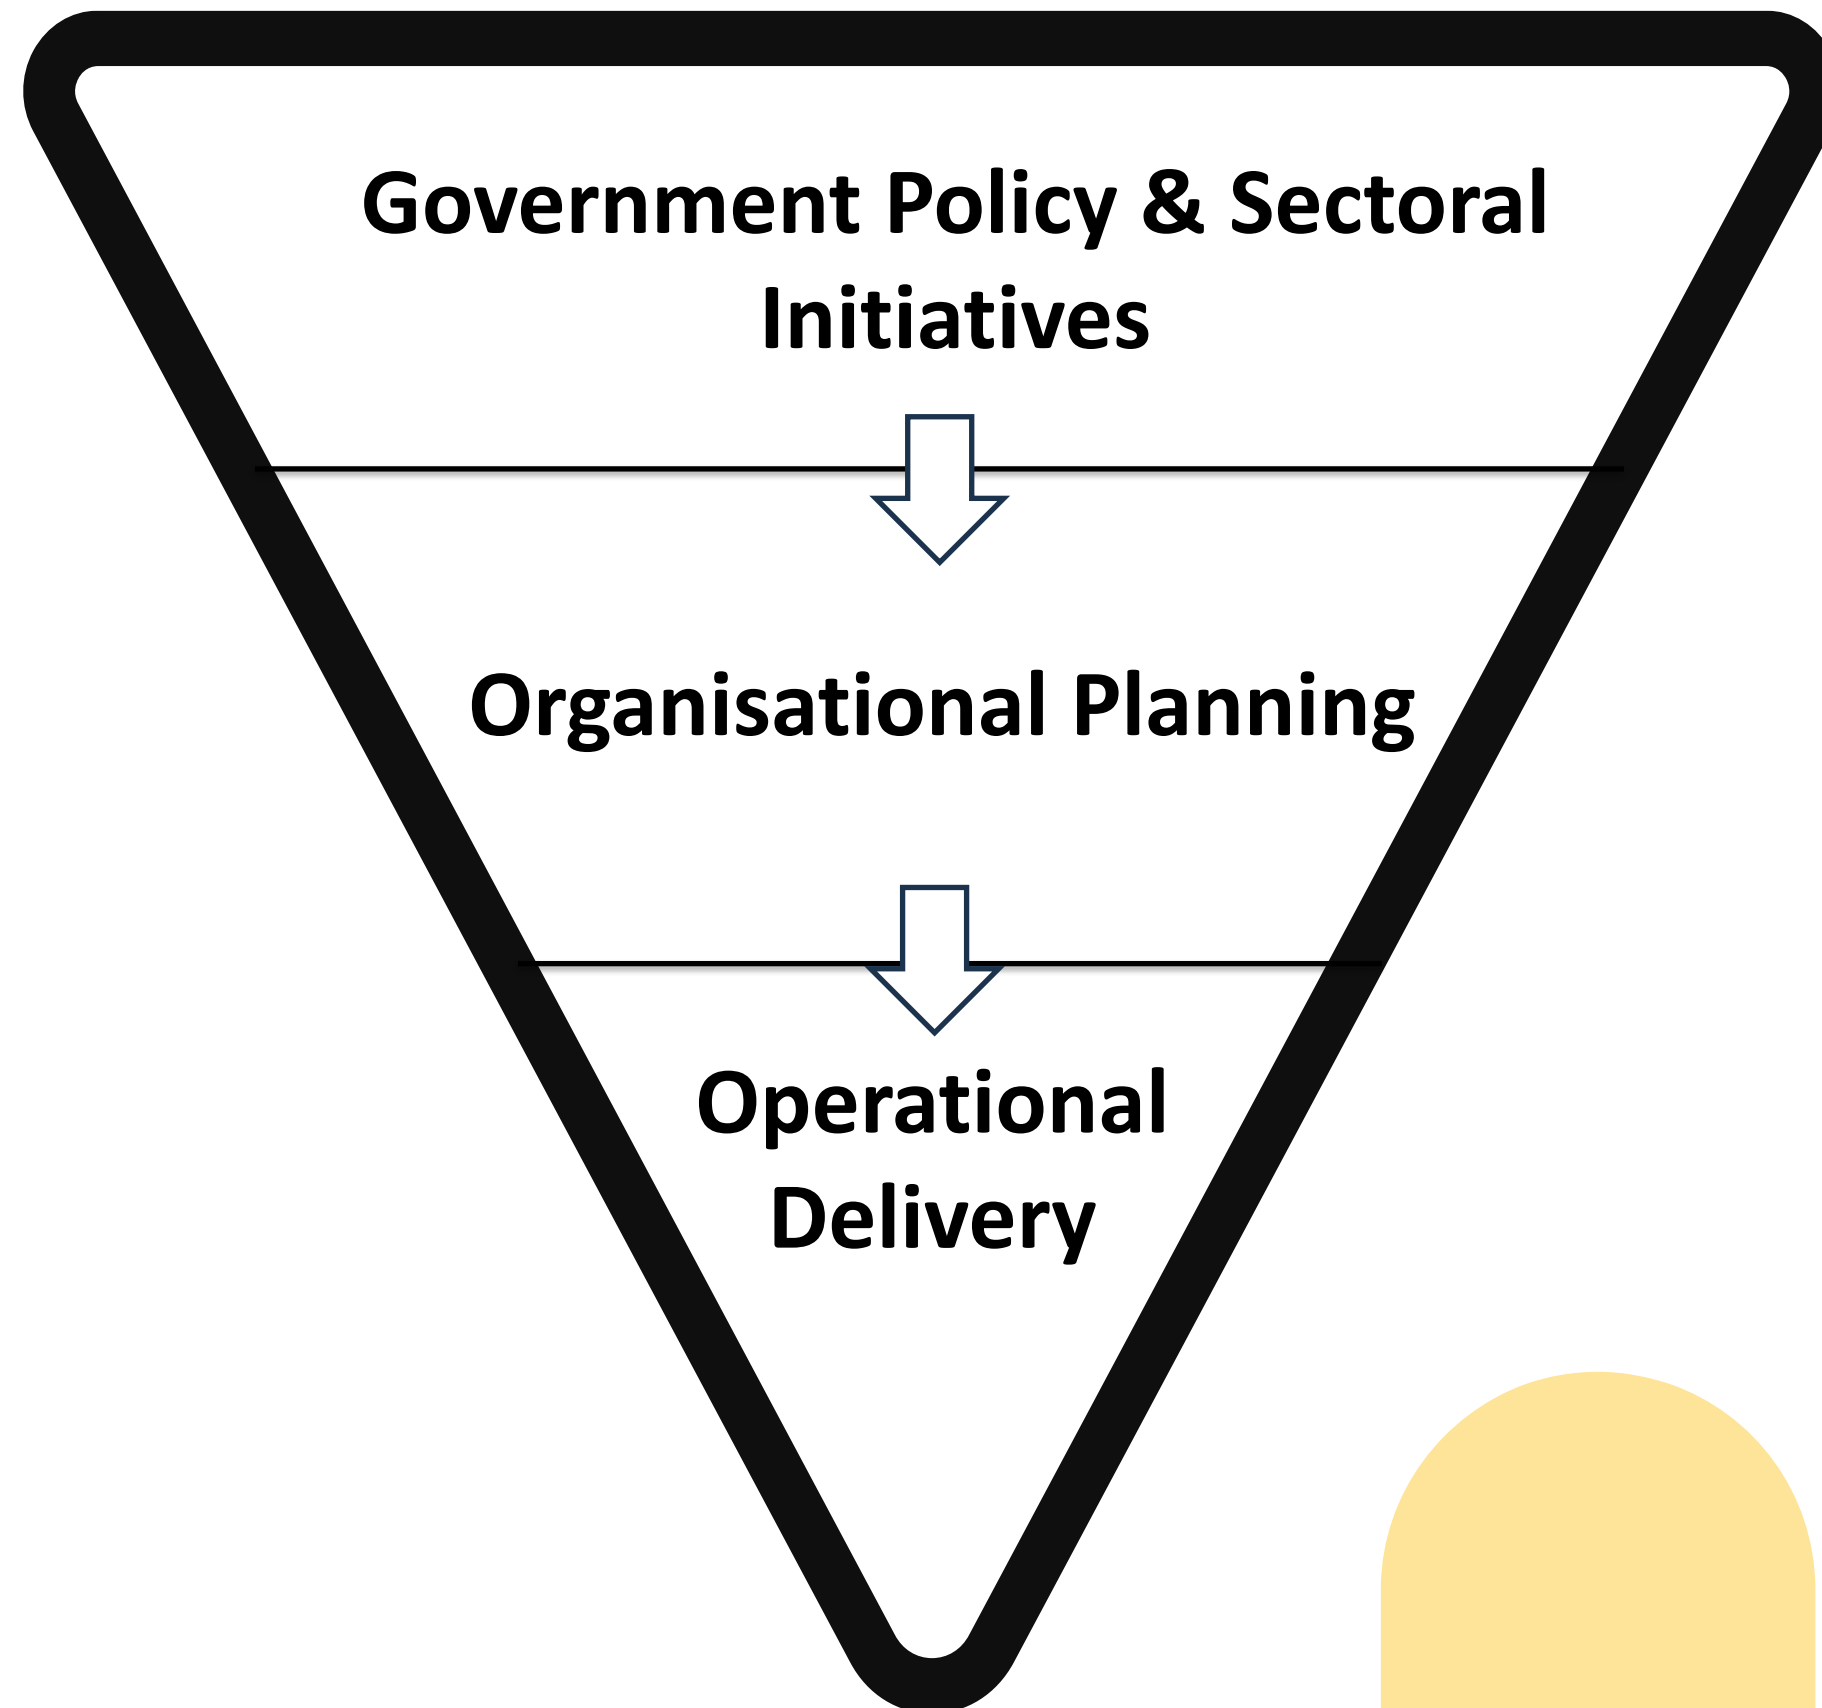 Government Policy & Sectoral
Initiatives
Organisational Planning
Operational
Delivery